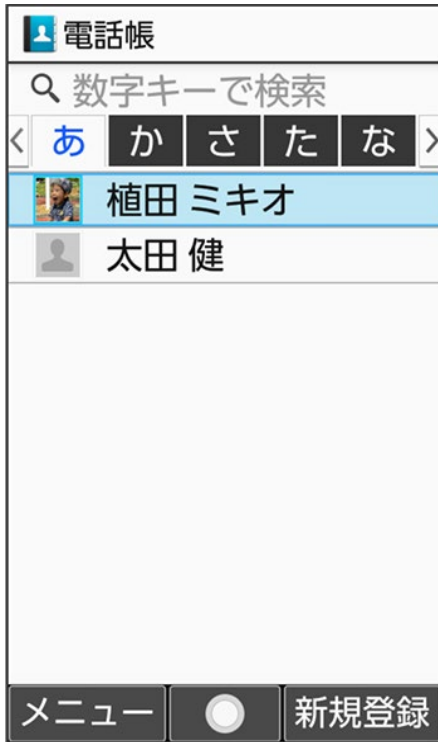 電話帳
数字キーで検索
あ か さ た な
植田 ミキオ
太田 健
メニュー 新規登録